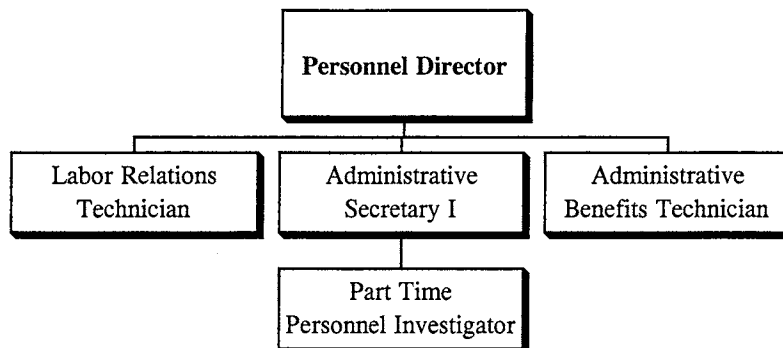 Personnel Director
Labor Relations
Technician
Administrative
Secretary I
Administrative
Benefits Technician
Part Time
Personnel Investigator